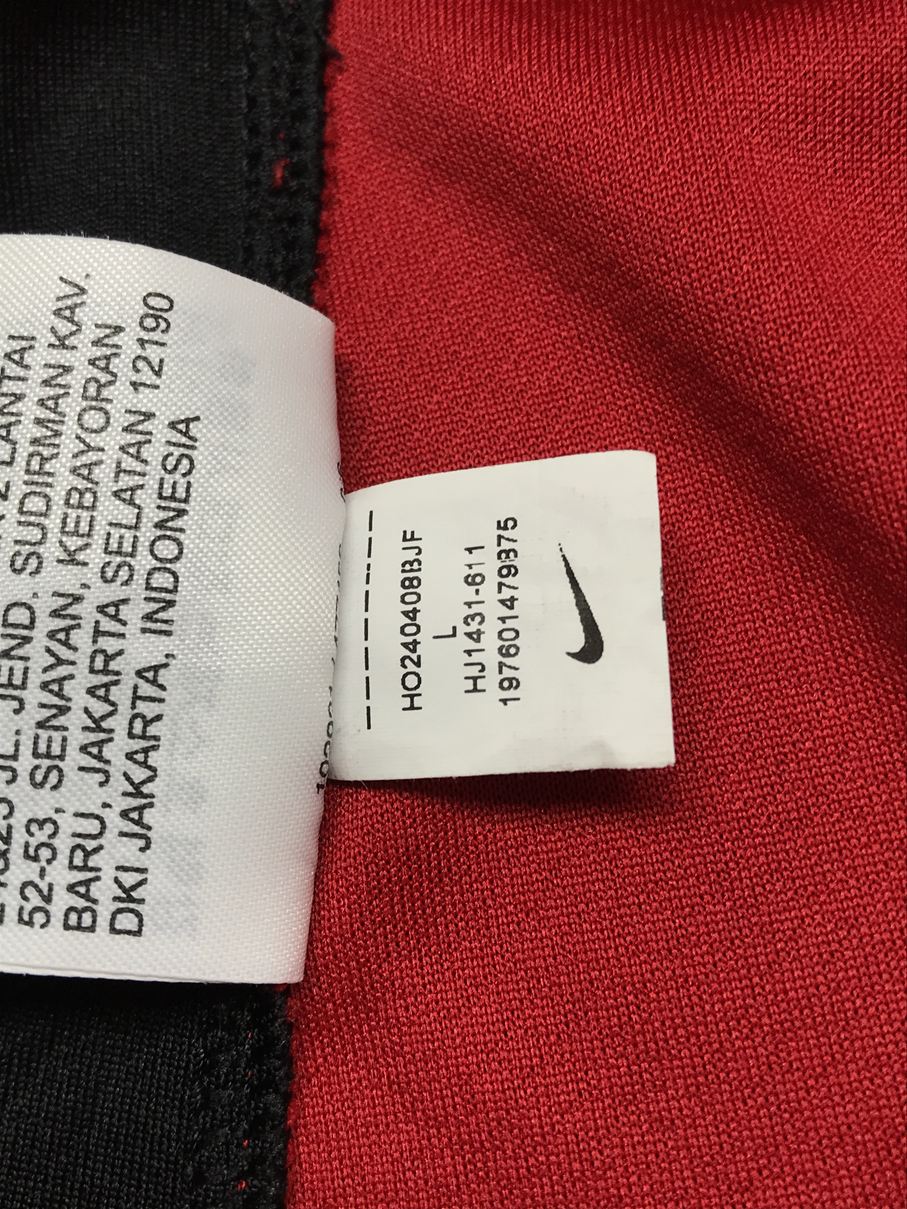 LANTAI
JL. JEND. SUDIRMAN KAV.
52-53, SENAYAN, KEBAYORAN
BARU, JAKARTA SELATAN 12190
DKI JAKARTA, INDONESIA
HO240408BJF
L
HJ1431-611
197601479875